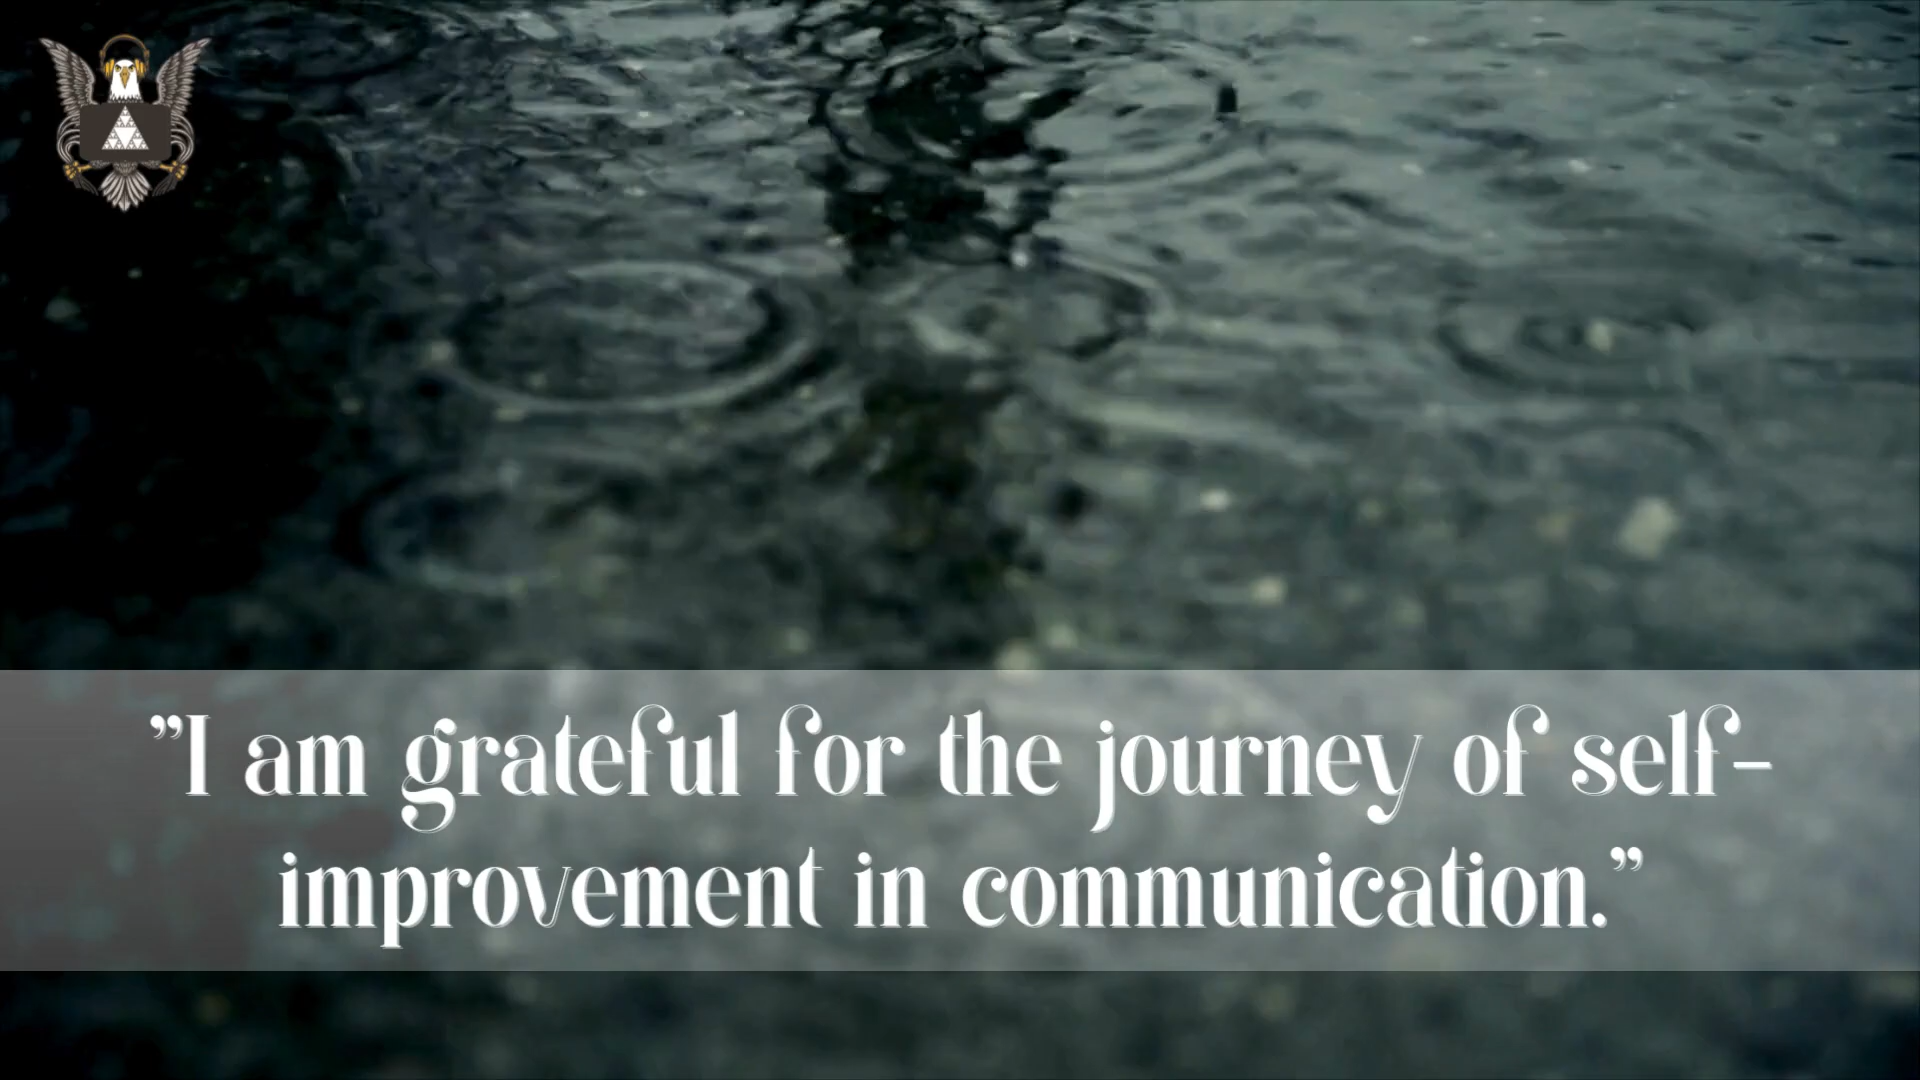 ”I am grateful for the journey of self-
improvement in communication.”